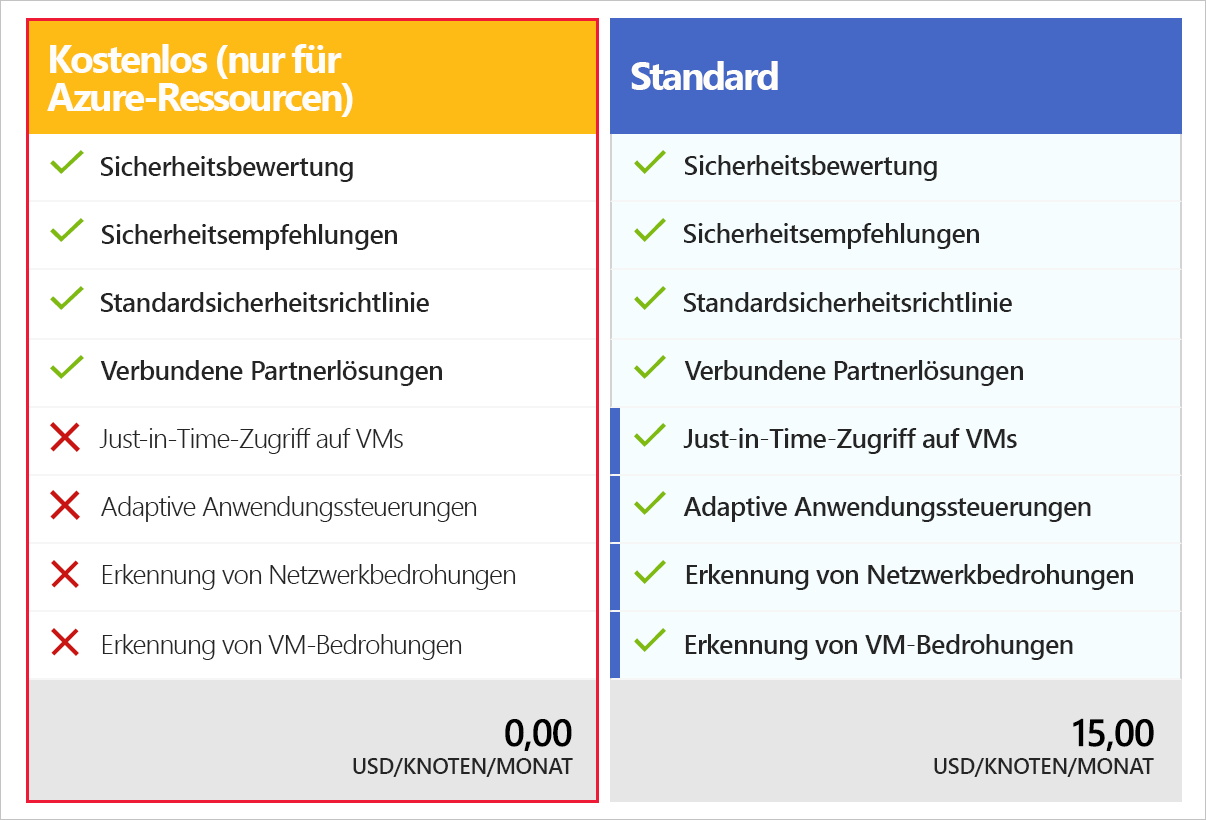 Kostenlos (nur für
Azure-Ressourcen)
Sicherheitsbewertung
Sicherheitsempfehlungen
Standardsicherheitsrichtlinie
Verbundene Partnerlösungen
Just-in-Time-Zugriff auf VMs
Adaptive Anwendungssteuerungen
Erkennung von Netzwerkbedrohungen
Erkennung von VM-Bedrohungen
0,00
USD/KNOTEN/MONAT
Standard
Sicherheitsbewertung
Sicherheitsempfehlungen
Standardsicherheitsrichtlinie
Verbundene Partnerlösungen
Just-in-Time-Zugriff auf VMs
Adaptive Anwendungssteuerungen
Erkennung von Netzwerkbedrohungen
Erkennung von VM-Bedrohungen
15,00
USD/KNOTEN/MONAT